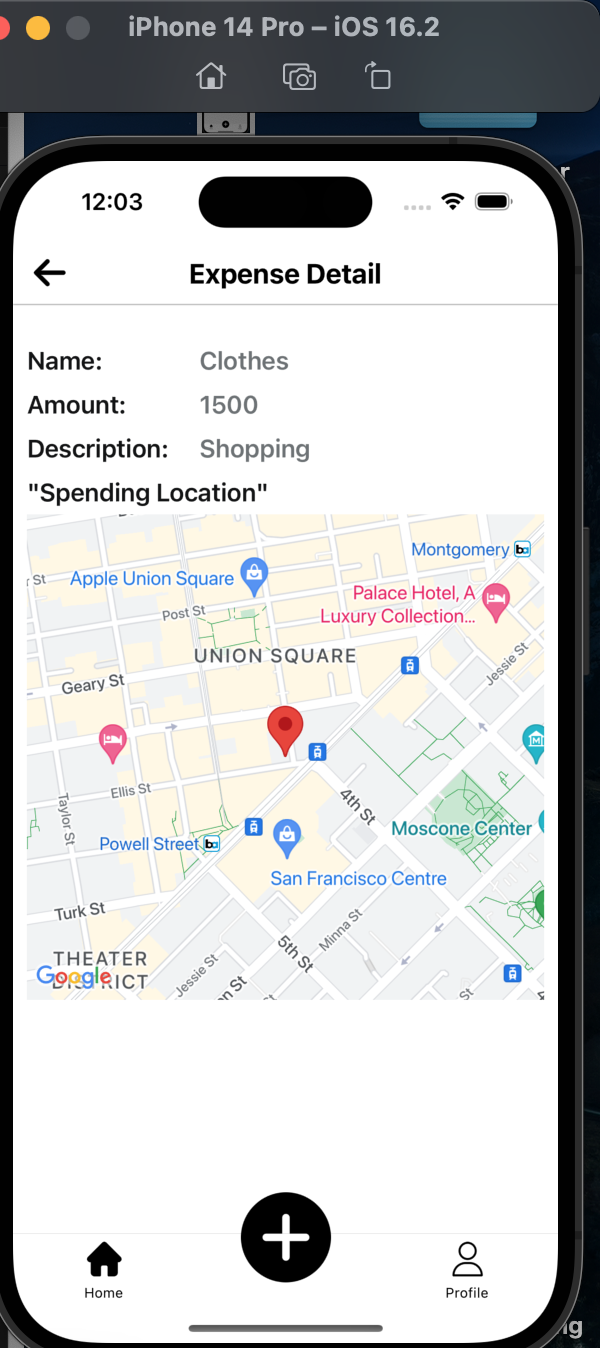 iPhone 14 Pro – iOS 16.2
12:03
Expense Detail
Name: Clothes
Amount: 1500
Description: Shopping
"Spending Location"
Montgomery
St
Apple Union Square
Palace Hotel, A
Luxury Collection...
Post St
UNION SQUARE
Jessie St
Geary St
Ellis St
4th St
Taylor St
Moscone Center
Powell Street
San Francisco Centre
Turk St
Minna St
5th St
THEATER
DISTRICT
Google
Jessie St
n St
St
Home
Profile